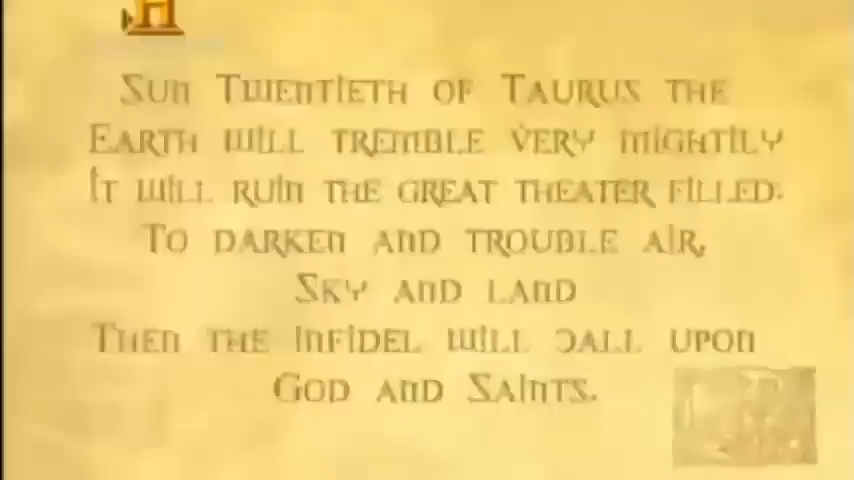 H
Sun Twentieth of Taurus the
Earth will tremble very mightily
It will ruin the great theater filled:
To darken and trouble air,
Sky and land
Then the infidel will call upon
God and Saints.